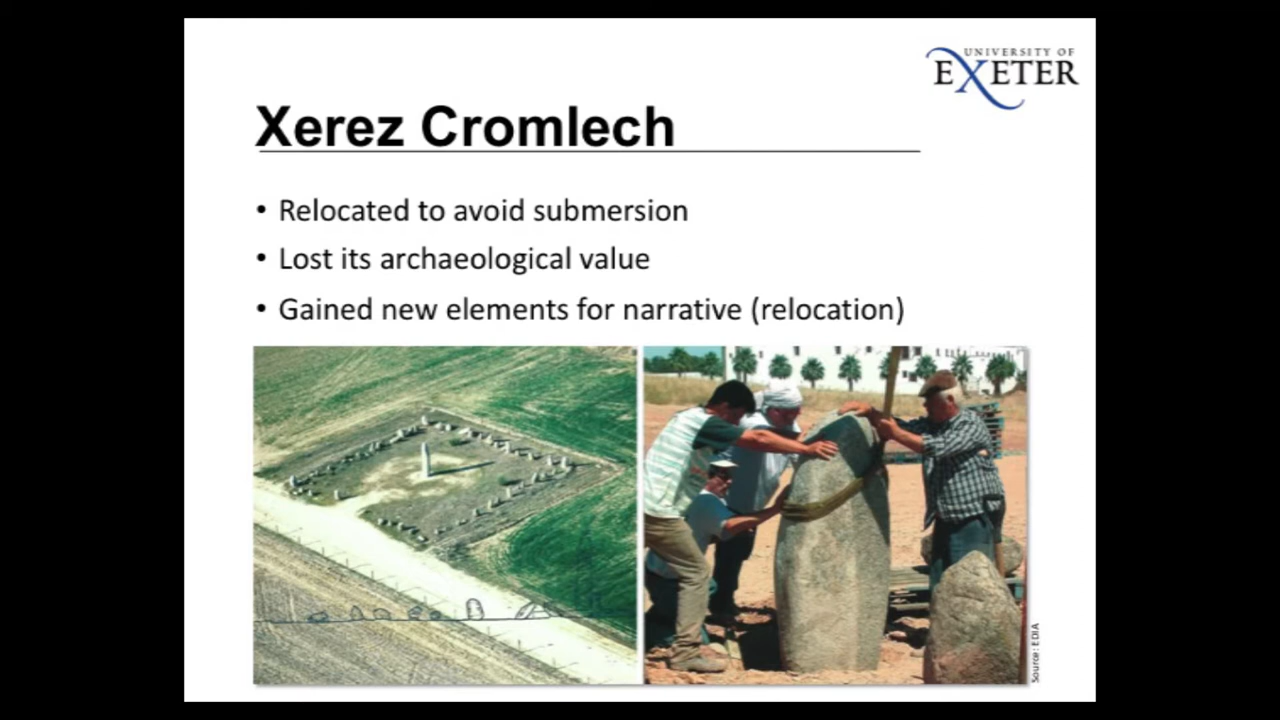 UNIVERSITY OF
EXETER
Xerez Cromlech
• Relocated to avoid submersion
• Lost its archaeological value
• Gained new elements for narrative (relocation)
Source: EDIA